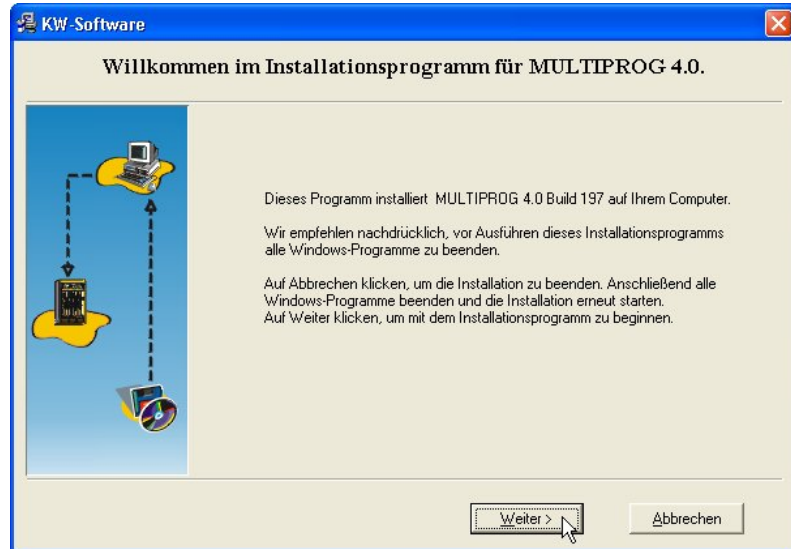 KW-Software
Willkommen im Installationsprogramm für MULTIPROG 4.0.
Dieses Programm installiert MULTIPROG 4.0 Build 197 auf Ihrem Computer.
Wir empfehlen nachdrücklich, vor Ausführen dieses Installationsprogramms
alle Windows-Programme zu beenden.
Auf Abbrechen klicken, um die Installation zu beenden. Anschließend alle
Windows-Programme beenden und die Installation erneut starten.
Auf Weiter klicken, um mit dem Installationsprogramm zu beginnen.
Weiter >
Abbrechen